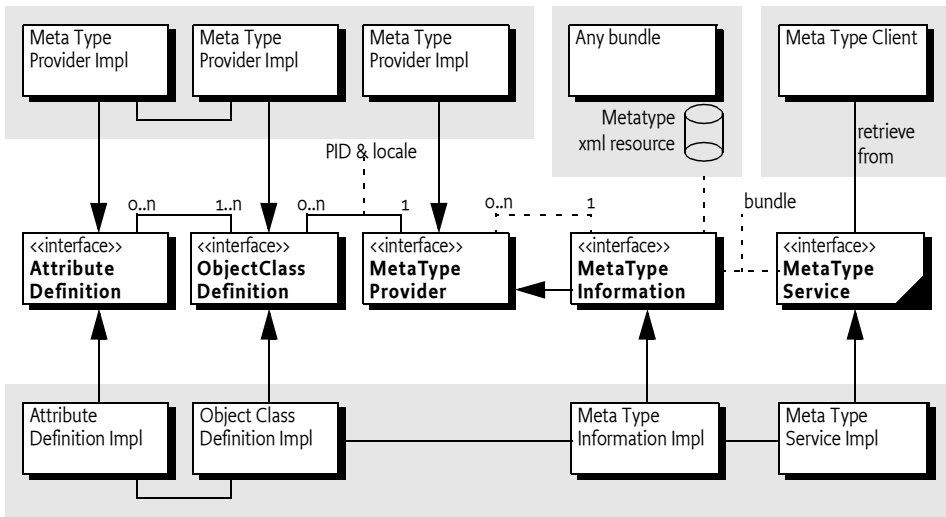 Meta Type
Provider Impl
Meta Type
Provider Impl
Meta Type
Provider Impl
Any bundle
Meta Type Client
Metatype
xml resource
retrieve
from
PID & locale
0..n
1..n
0..n
1
0..n
1
bundle
<<interface>>
Attribute
Definition
<<interface>>
ObjectClass
Definition
<<interface>>
MetaType
Provider
<<interface>>
MetaType
Information
<<interface>>
MetaType
Service
Attribute
Definition Impl
Object Class
Definition Impl
Meta Type
Information Impl
Meta Type
Service Impl